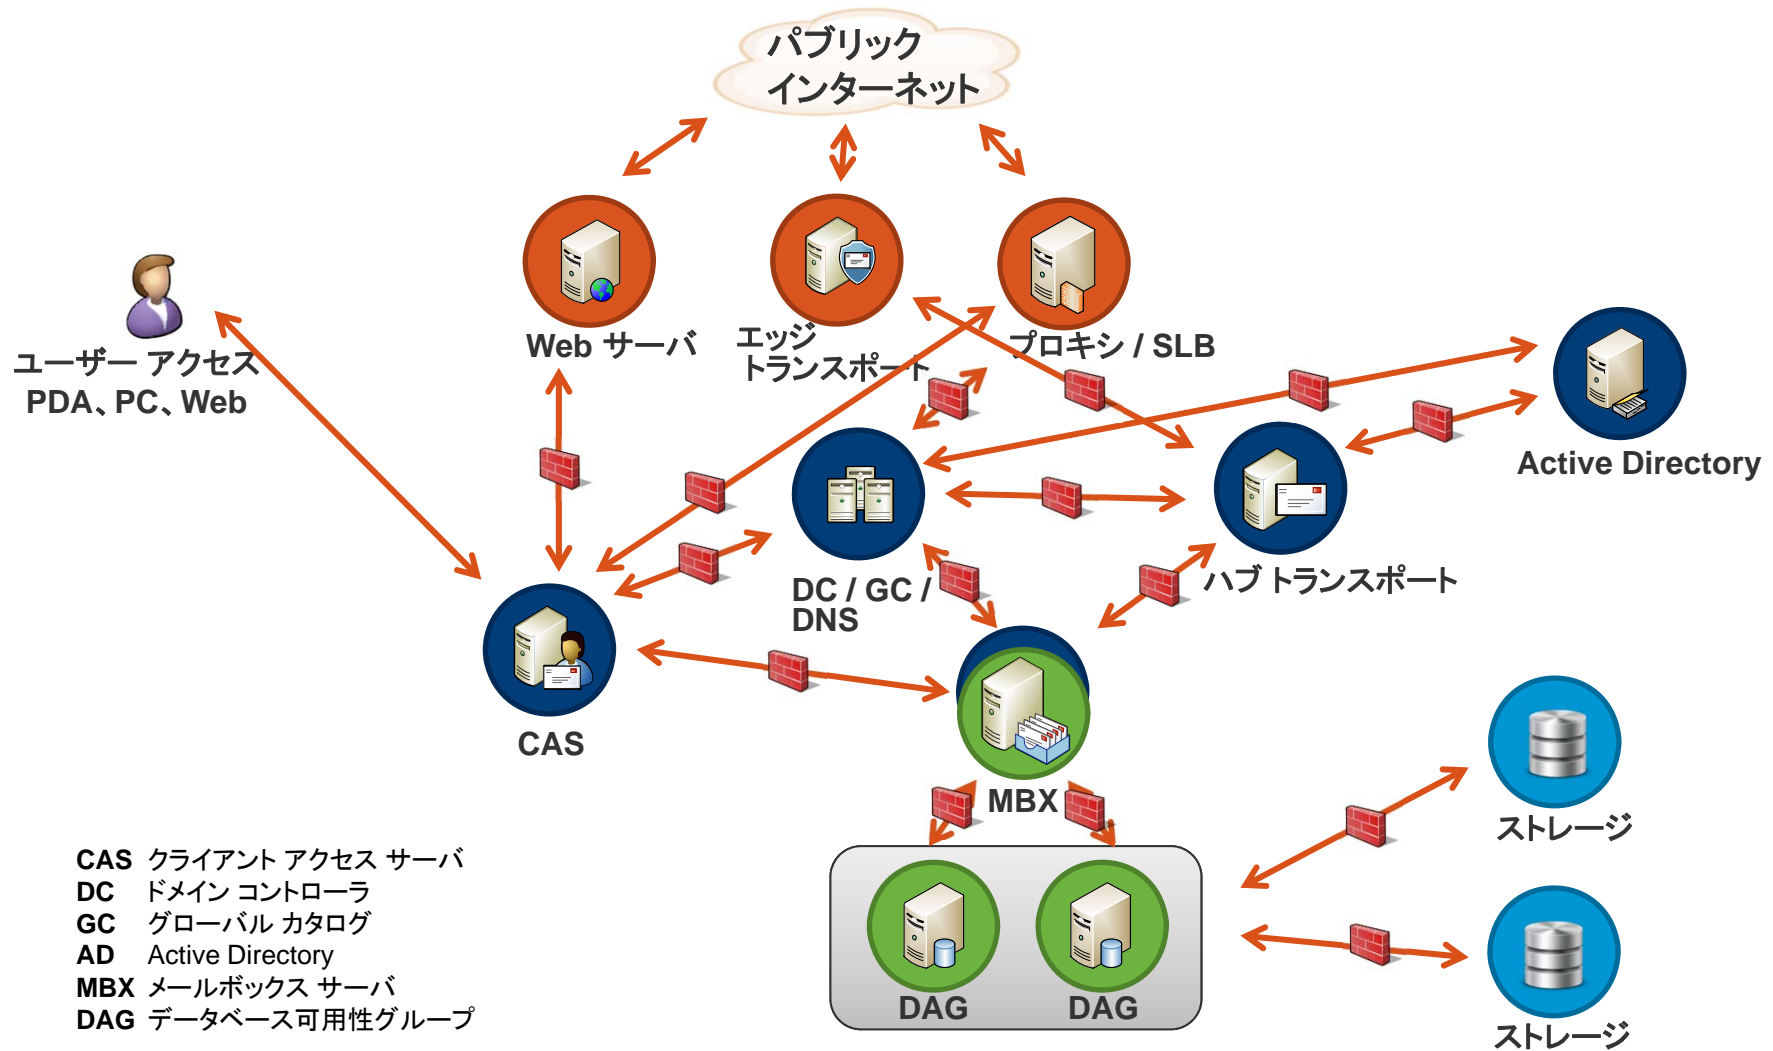 パブリック
インターネット
Web サーバ
エッジ
トランスポート
プロキシ / SLB
ユーザー アクセス
PDA、PC、Web
Active Directory
DC / GC /
DNS
ハブ トランスポート
CAS
MBX
ストレージ
DAG
DAG
ストレージ
CAS クライアント アクセス サーバ
DC ドメイン コントローラ
GC グローバル カタログ
AD Active Directory
MBX メールボックス サーバ
DAG データベース可用性グループ